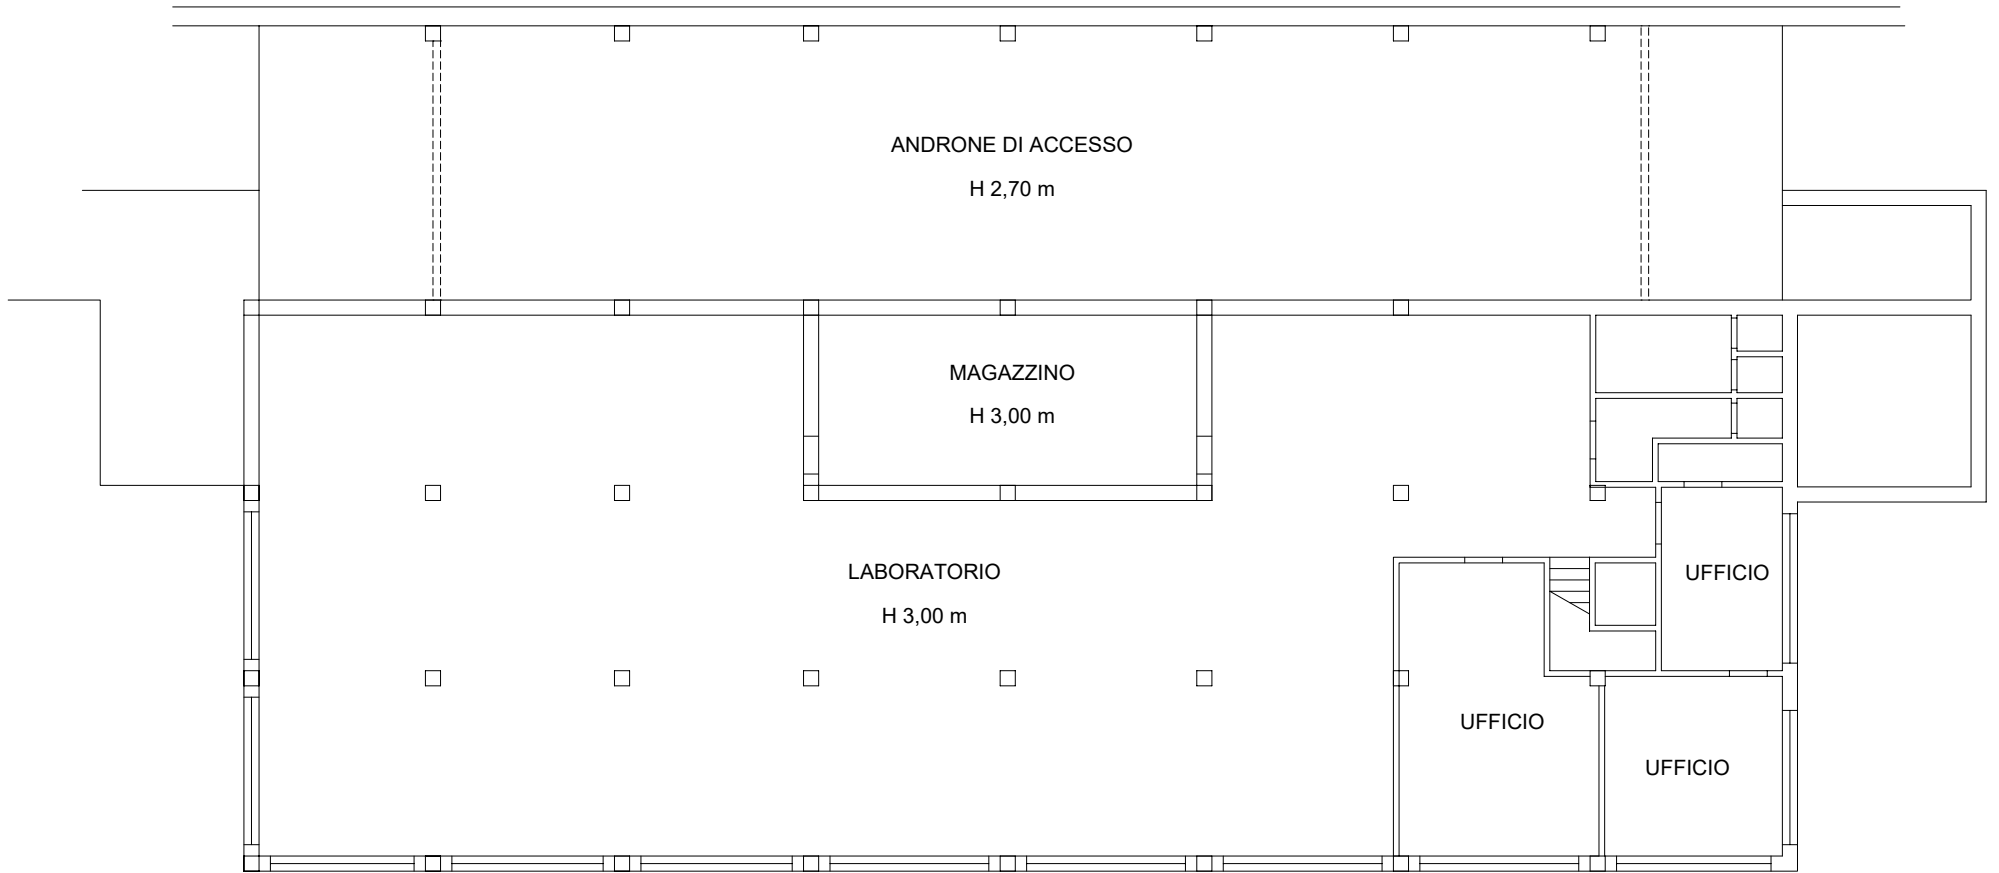 ANDRONE DI ACCESSO
H 2,70 m
MAGAZZINO
H 3,00 m
LABORATORIO
H 3,00 m
UFFICIO
UFFICIO
UFFICIO